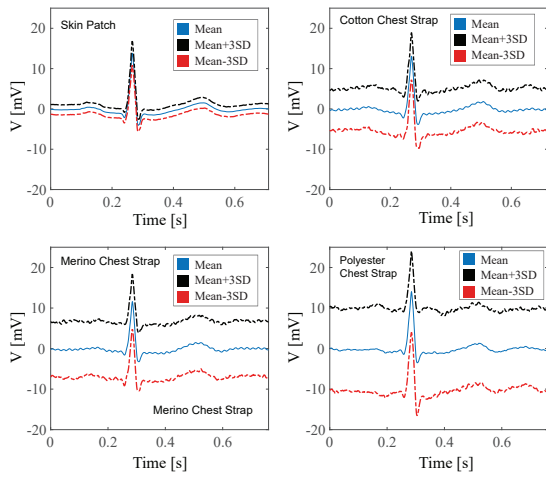 Skin Patch
Mean
Mean+3SD
Mean-3SD
V [mV]
20
10
0
-10
-20
0
0.2
0.4
0.6
Time [s]
Cotton Chest Strap
Mean
Mean+3SD
Mean-3SD
V [mV]
20
10
0
-10
-20
0
0.2
0.4
0.6
Time [s]
Merino Chest Strap
Mean
Mean+3SD
Mean-3SD
V [mV]
20
10
0
-10
-20
Merino Chest Strap
0
0.2
0.4
0.6
Time [s]
Polyester
Chest Strap
Mean
Mean+3SD
Mean-3SD
V [mV]
20
10
0
-10
-20
0
0.2
0.4
0.6
Time [s]